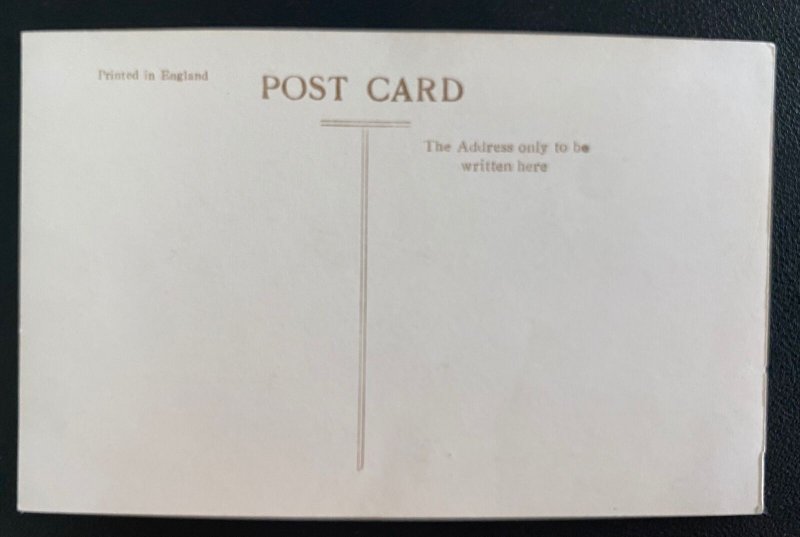 Printed in England
POST CARD
The Address only to be
written here